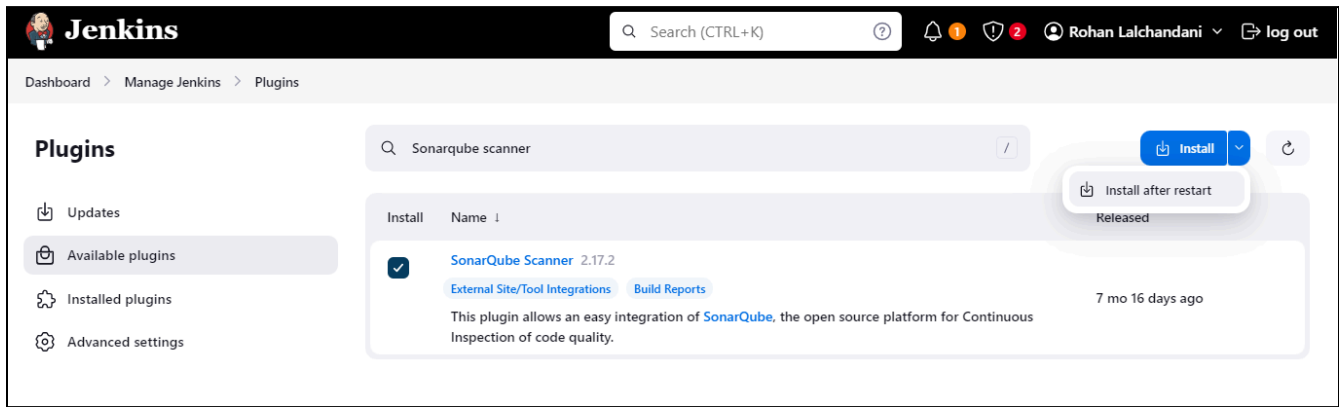 Jenkins
Search (CTRL+K)
?
1
2
Rohan Lalchandani
log out
Dashboard > Manage Jenkins > Plugins
Plugins
Sonarqube scanner
/
Install
Install after restart
Updates
Available plugins
Installed plugins
Advanced settings
Install Name ↓ Released
SonarQube Scanner 2.17.2
External Site/Tool Integrations Build Reports
This plugin allows an easy integration of SonarQube, the open source platform for Continuous
Inspection of code quality.
7 mo 16 days ago